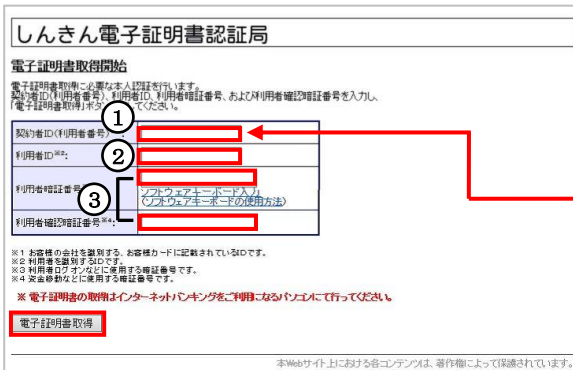 しんきん電子証明書認証局
電子証明書取得開始
電子証明書取得に必要な本人認証を行います。
契約者ID(利用者番号)、利用者ID、利用者暗証番号、および利用者確認暗証番号を入力し、
「電子証明書取得」ボタンを してください。
①
契約者ID(利用者番号) :
利用者ID※2:
②
利用者暗証番号
③
ソフトウェアキーボード入力
(ソフトウェアキーボードの使用方法)
利用者確認暗証番号※4:
※1 お客様の会社を識別する、お客様カードに記載されているIDです。
※2 利用者を識別するIDです。
※3 利用者ログオンなどに使用する暗証番号です。
※4 資金移動などに使用する暗証番号です。
※ 電子証明書の取得はインターネットバンキングをご利用になるパソコンにて行ってください。
電子証明書取得
本Webサイト上における各コンテンツは、著作権によって保護されています。